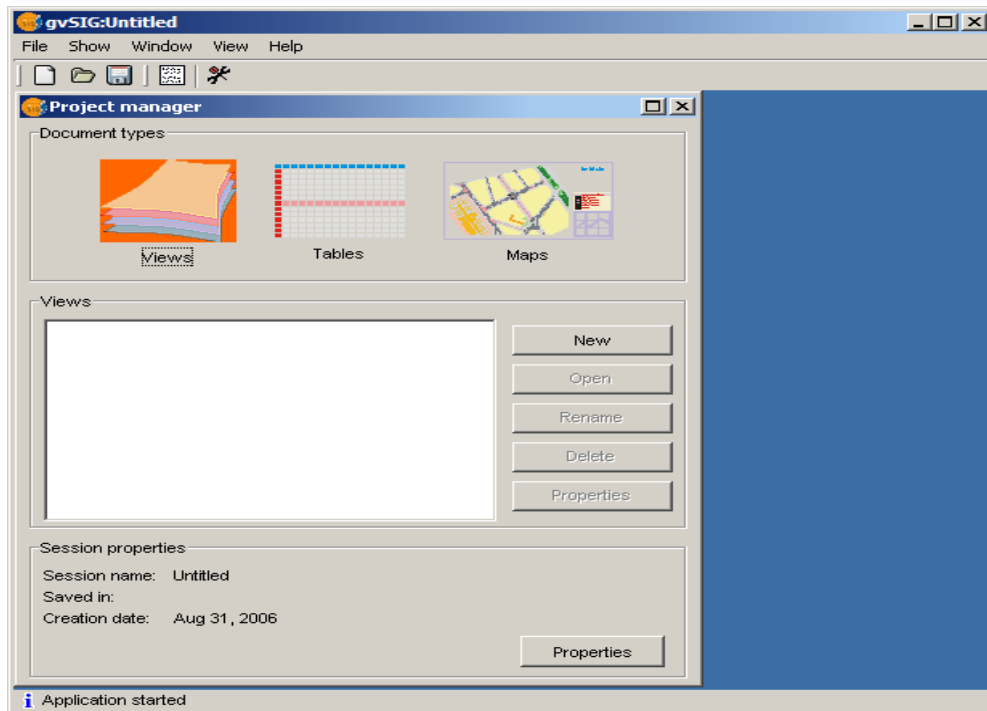 gvSIG:Untitled
File Show Window View Help
Project manager
Document types
Views Tables Maps
Views
New
Open
Rename
Delete
Properties
Session properties
Session name: Untitled
Saved in:
Creation date: Aug 31, 2006
Properties
Application started